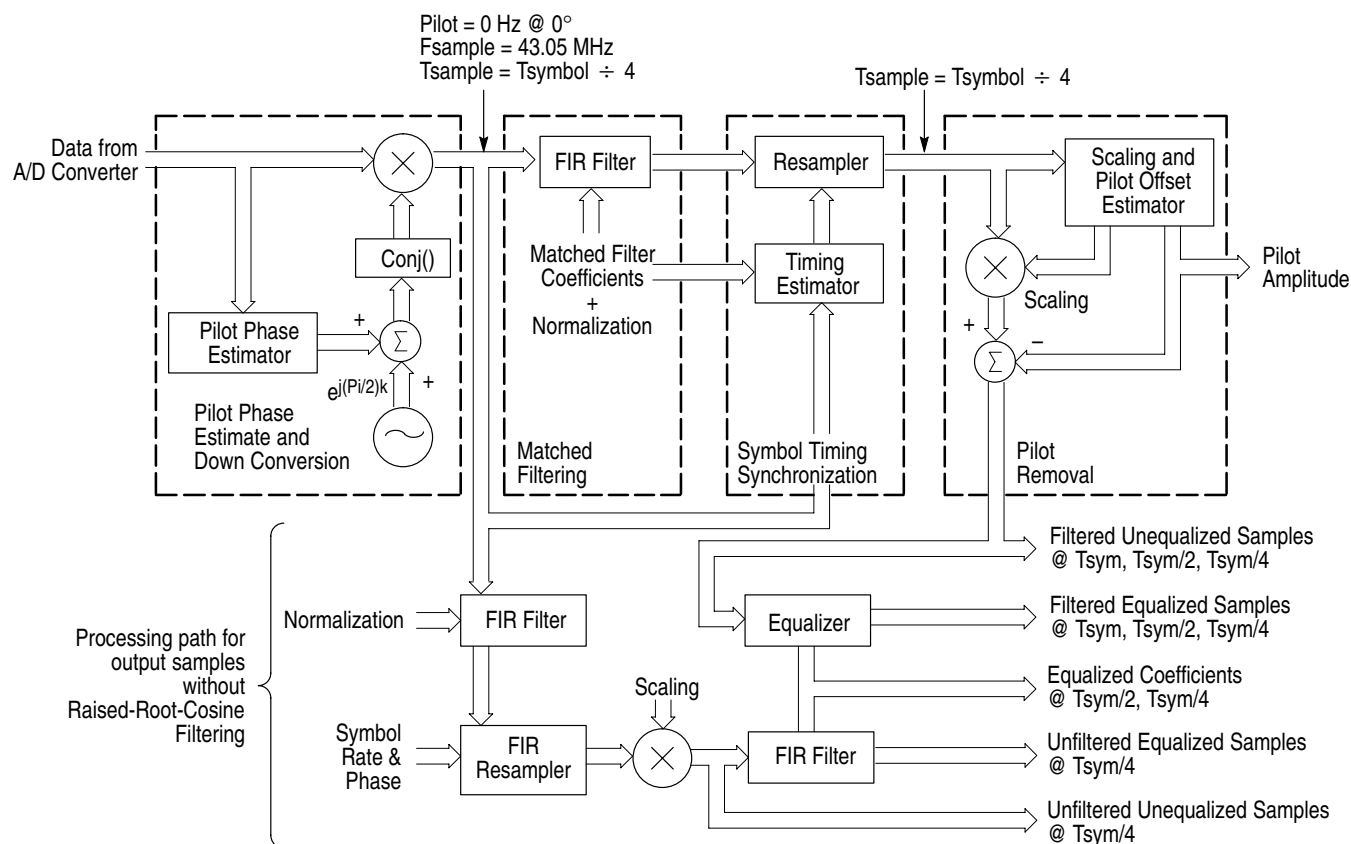 Pilot = 0 Hz @ 0°
Fsample = 43.05 MHz
Tsample = Tsymbol ÷ 4
Tsample = Tsymbol ÷ 4
Data from
A/D Converter
×
FIR Filter
Resampler
Scaling and
Pilot Offset
Estimator
Conj()
Matched Filter
Coefficients
+
Normalization
Timing
Estimator
×
Scaling
Pilot
Amplitude
Pilot Phase
Estimator
+
Σ
+
−
Σ
e^j(Pi/2)k
+
Pilot Phase
Estimate and
Down Conversion
Matched
Filtering
Symbol Timing
Synchronization
Pilot
Removal
Processing path for
output samples
without
Raised-Root-Cosine
Filtering
Normalization
FIR Filter
Symbol
Rate &
Phase
FIR
Resampler
Scaling
×
Equalizer
FIR Filter
Filtered Unequalized Samples
@ Tsym, Tsym/2, Tsym/4
Filtered Equalized Samples
@ Tsym, Tsym/2, Tsym/4
Equalized Coefficients
@ Tsym/2, Tsym/4
Unfiltered Equalized Samples
@ Tsym/4
Unfiltered Unequalized Samples
@ Tsym/4